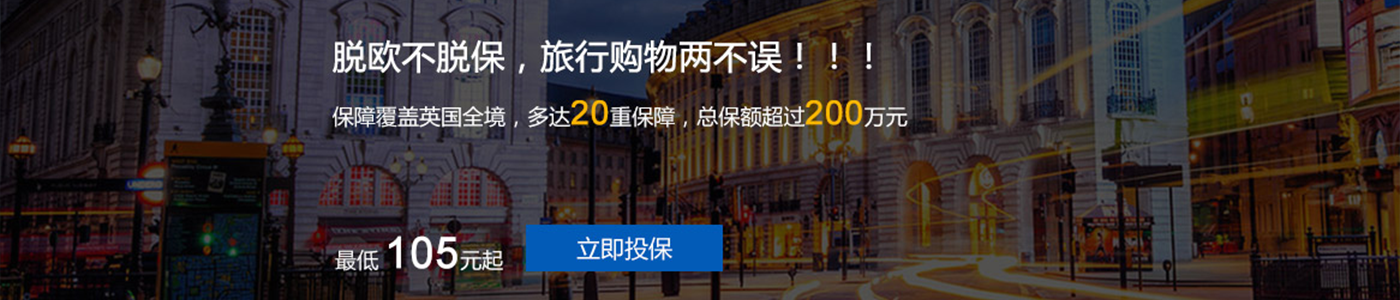 脱欧不脱保，旅行购物两不误！！！
保障覆盖英国全境，多达20重保障，总保额超过200万元
最低 105元起
立即投保